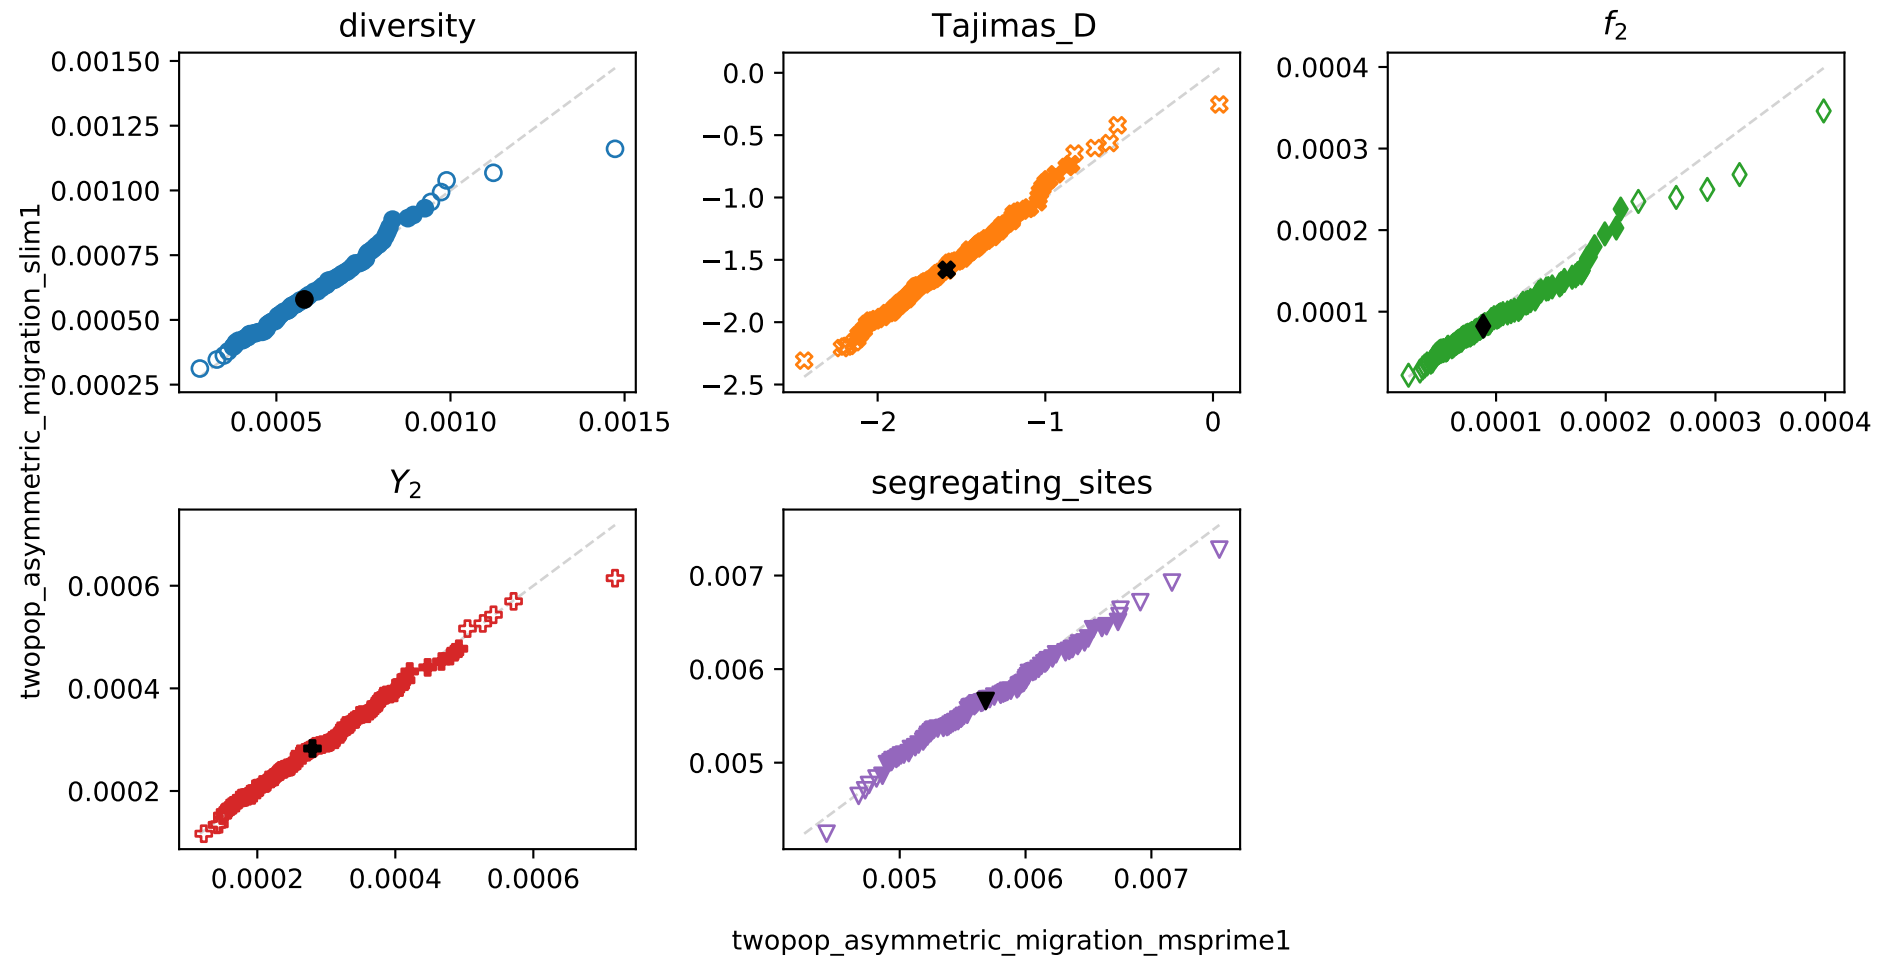 diversity
Tajimas_D
f2
0.00150
0.00125
0.00100
0.00075
0.00050
0.00025
0.0005 0.0010 0.0015
0.0
−0.5
−1.0
−1.5
−2.0
−2.5
−2 −1 0
0.0004
0.0003
0.0002
0.0001
0.0001 0.0002 0.0003 0.0004
twopop_asymmetric_migration_slim1
Y2
segregating_sites
0.0006
0.0004
0.0002
0.0002 0.0004 0.0006
0.007
0.006
0.005
0.005 0.006 0.007
twopop_asymmetric_migration_msprime1